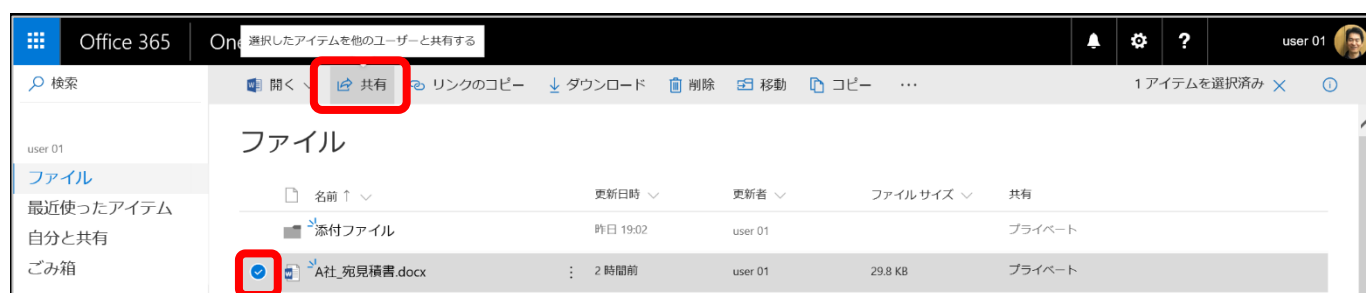 Office 365
One
選択したアイテムを他のユーザーと共有する
?
user 01
検索
開く
共有
リンクのコピー
ダウンロード
削除
移動
コピー
...
1 アイテムを選択済み
user 01
ファイル
最近使ったアイテム
自分と共有
ごみ箱
ファイル
名前 ↑ 更新日時 更新者 ファイル サイズ 共有
添付ファイル 昨日 19:02 user 01 プライベート
A社_宛見積書.docx 2 時間前 user 01 29.8 KB プライベート